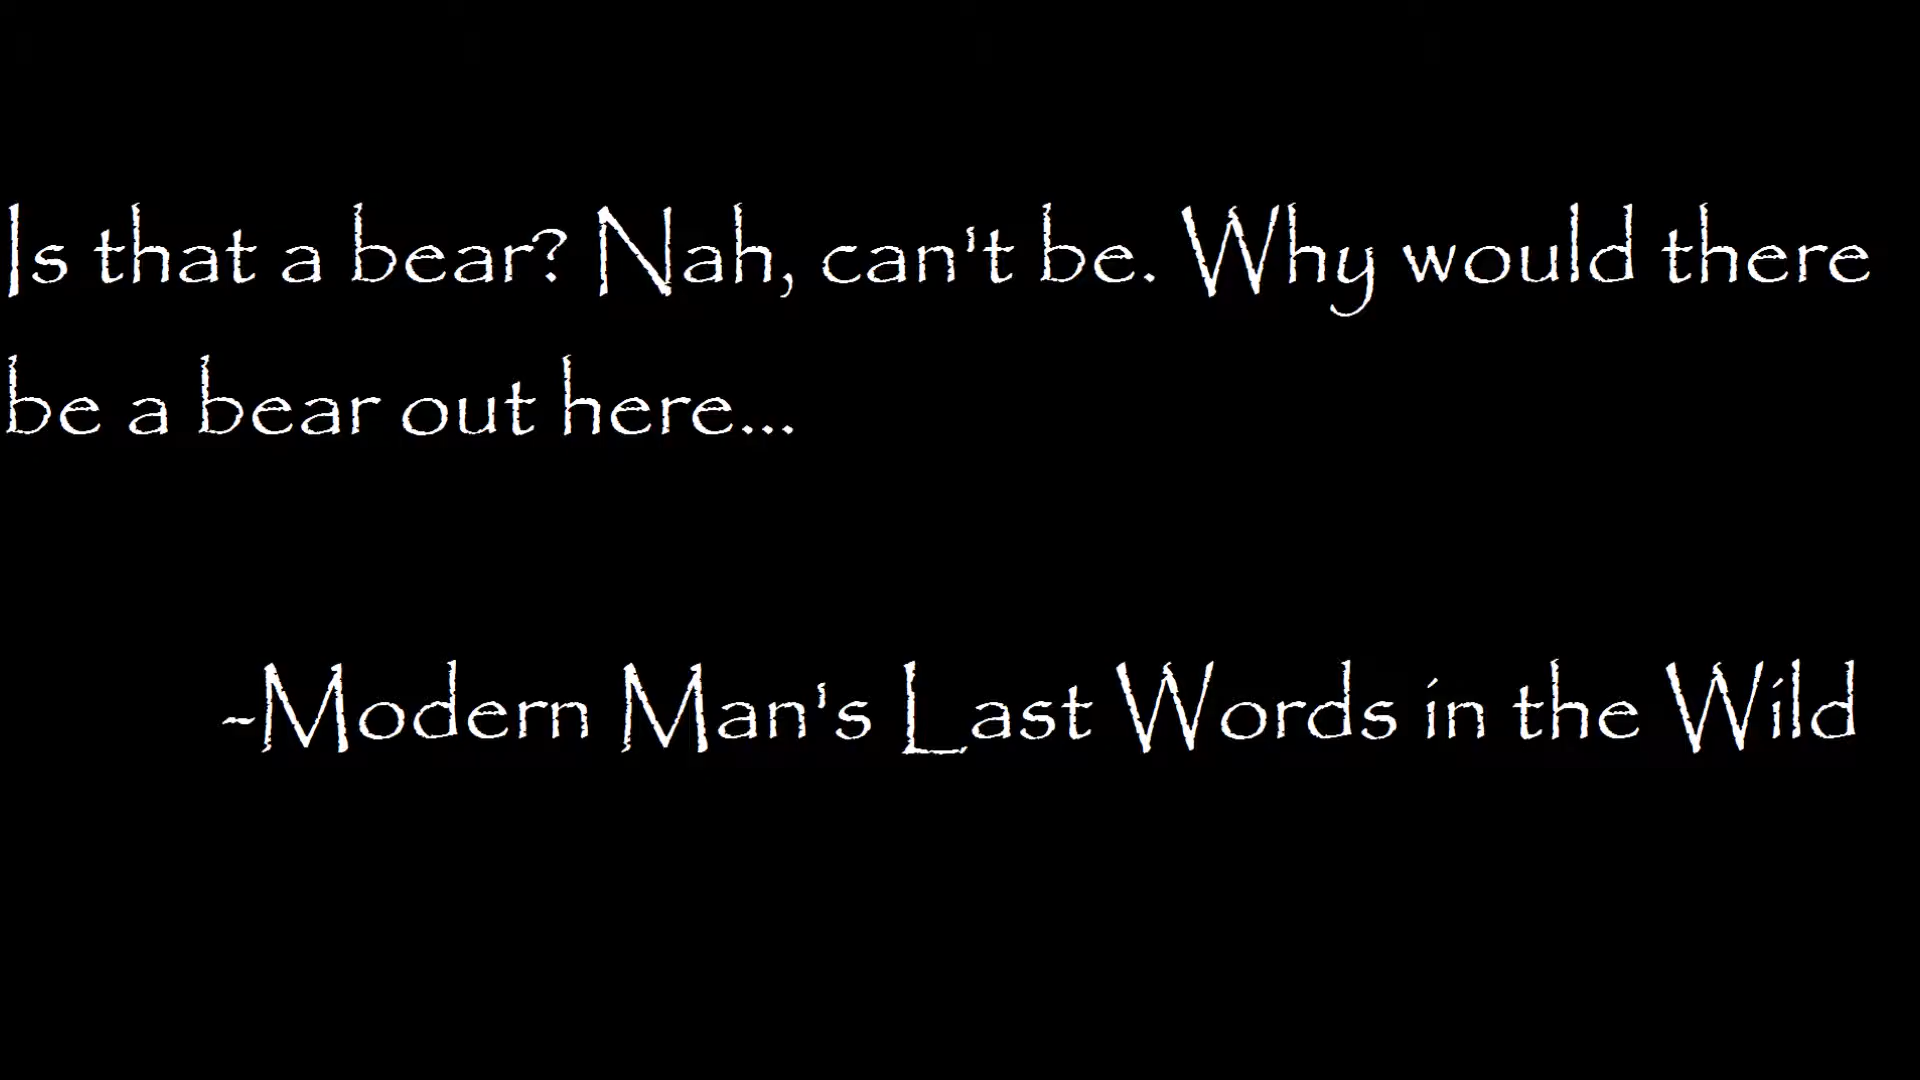 Is that a bear? Nah, can't be. Why would there
be a bear out here...
~Modern Man's Last Words in the Wild